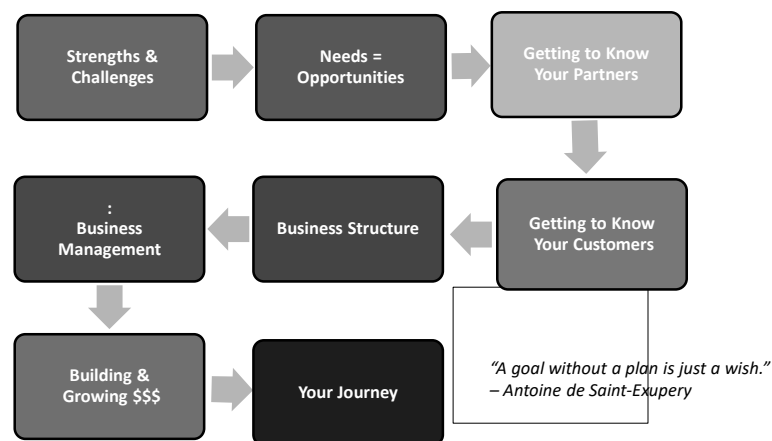 Strengths &
Challenges
Needs =
Opportunities
Getting to Know
Your Partners
Getting to Know
Your Customers
Business Structure
:
Business
Management
Building &
Growing $$$
Your Journey
“A goal without a plan is just a wish.”
– Antoine de Saint-Exupery